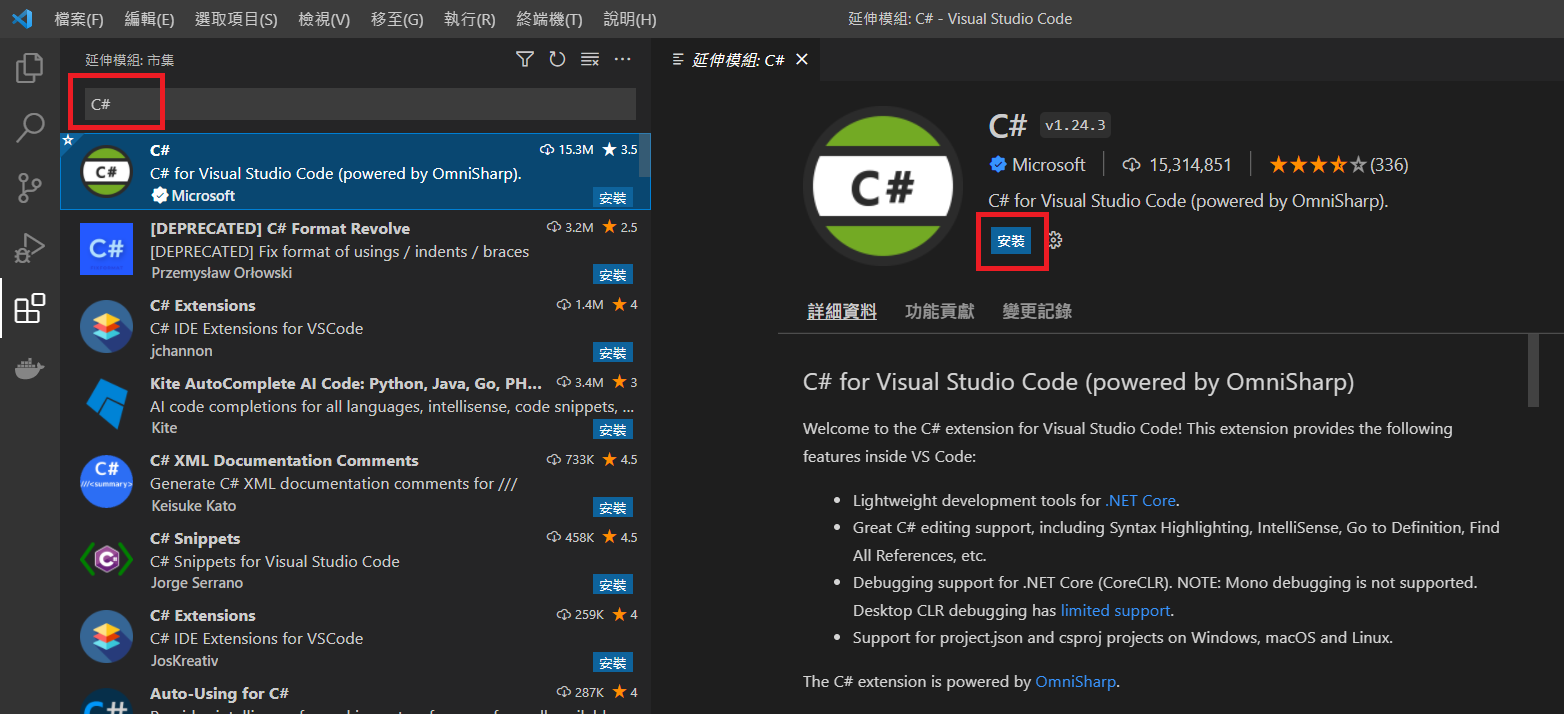 檔案(F) 編輯(E) 選取項目(S) 檢視(V) 移至(G) 執行(R) 終端機(T) 說明(H) 延伸模組: C# - Visual Studio Code
延伸模組: 市集
C#
C# 15.3M 3.5
C# for Visual Studio Code (powered by OmniSharp).
Microsoft 安裝
[DEPRECATED] C# Format Revolve 3.2M 2.5
[DEPRECATED] Fix format of usings / indents / braces
Przemysław Orłowski 安裝
C# Extensions 1.4M 4
C# IDE Extensions for VSCode
jchannon 安裝
Kite AutoComplete AI Code: Python, Java, Go, PH... 3.4M 3
AI code completions for all languages, intellisense, code snippets, ...
Kite 安裝
C# XML Documentation Comments 733K 4.5
Generate C# XML documentation comments for ///
Keisuke Kato 安裝
C# Snippets 458K 4.5
C# Snippets for Visual Studio Code
Jorge Serrano 安裝
C# Extensions 259K 4
C# IDE Extensions for VSCode
JosKreativ 安裝
Auto-Using for C# 287K 4
延伸模組: C#
C# v1.24.3
Microsoft 15,314,851 (336)
C# for Visual Studio Code (powered by OmniSharp).
安裝
詳細資料 功能貢獻 變更記錄
C# for Visual Studio Code (powered by OmniSharp)
Welcome to the C# extension for Visual Studio Code! This extension provides the following
features inside VS Code:
• Lightweight development tools for .NET Core.
• Great C# editing support, including Syntax Highlighting, IntelliSense, Go to Definition, Find
All References, etc.
• Debugging support for .NET Core (CoreCLR). NOTE: Mono debugging is not supported.
Desktop CLR debugging has limited support.
• Support for project.json and csproj projects on Windows, macOS and Linux.
The C# extension is powered by OmniSharp.